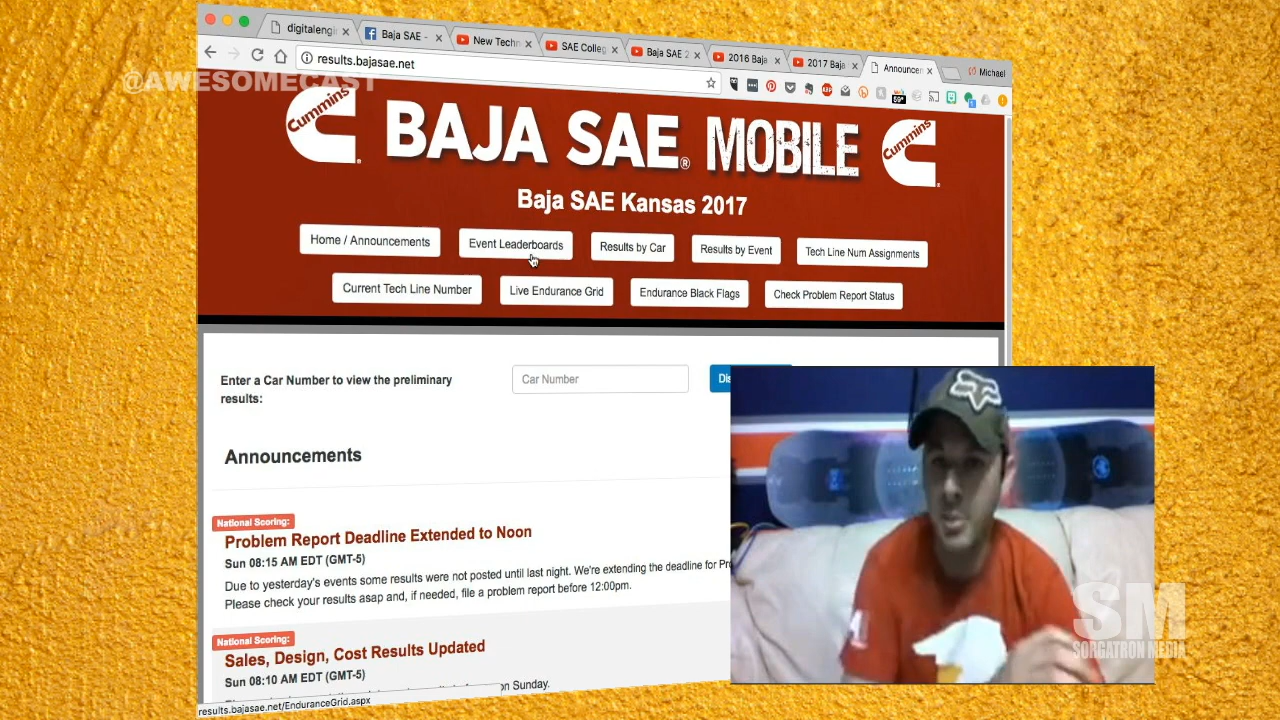 digitalengi
Baja SAE -
New Techn
SAE Colleg
Baja SAE 2
2016 Baja
2017 Baja
Announcen
Michael
results.bajasae.net
@AWESOMECAST
Cummins
BAJA SAE® MOBILE
Cummins
Baja SAE Kansas 2017
Home / Announcements
Event Leaderboards
Results by Car
Results by Event
Tech Line Num Assignments
Current Tech Line Number
Live Endurance Grid
Endurance Black Flags
Check Problem Report Status
Enter a Car Number to view the preliminary
results:
Car Number
Dis
Announcements
National Scoring:
Problem Report Deadline Extended to Noon
Sun 08:15 AM EDT (GMT-5)
Due to yesterday's events some results were not posted until last night. We're extending the deadline for Pr
Please check your results asap and, if needed, file a problem report before 12:00pm.
National Scoring:
Sales, Design, Cost Results Updated
Sun 08:10 AM EDT (GMT-5)
on Sunday.
results.bajasae.net/EnduranceGrid.aspx
SM
SORGATRON MEDIA